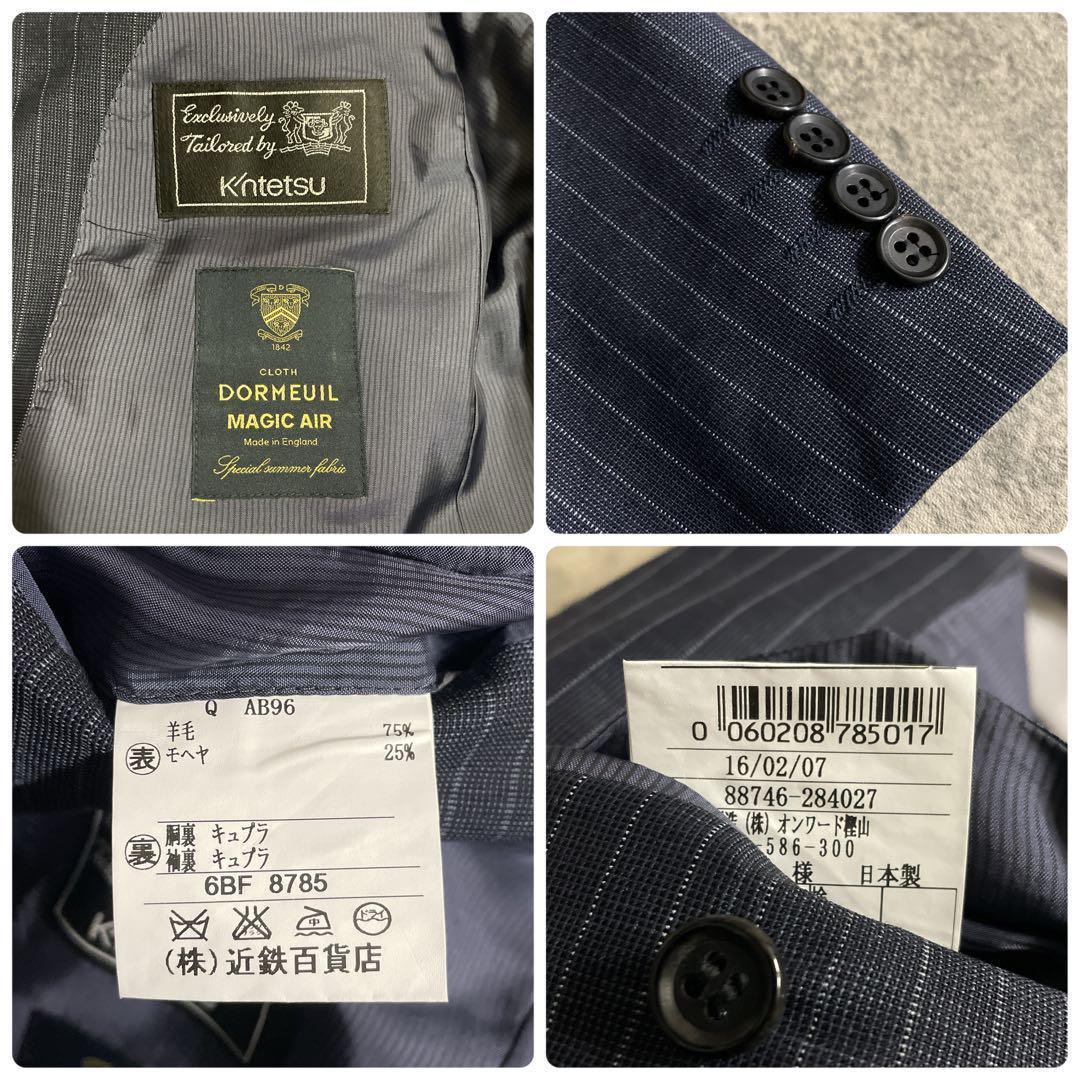 Exclusively
Tailored by
Kintetsu
D
1842
CLOTH
DORMEUIL
MAGIC AIR
Made in England
Special summer fabric
Q AB96
表 羊毛 75%
モヘヤ 25%
裏 胴裏 キュプラ
袖裏 キュプラ
6BF 8785
ドライ
(株)近鉄百貨店
0 060208 785017
16/02/07
88746-284027
(株)オンワード樫山
-586-300
様 日本製